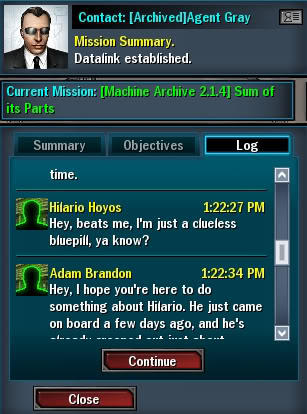 Contact: [Archived]Agent Gray
Mission Summary.
Datalink established.
Current Mission: [Machine Archive 2.1.4] Sum of
its Parts
Summary
Objectives
Log
time.
Hilario Hoyos 1:22:27 PM
Hey, beats me, I'm just a clueless
bluepill, ya know?
Adam Brandon 1:22:34 PM
Hey, I hope you're here to do
something about Hilario. He just came
on board a few days ago, and he's
Continue
Close